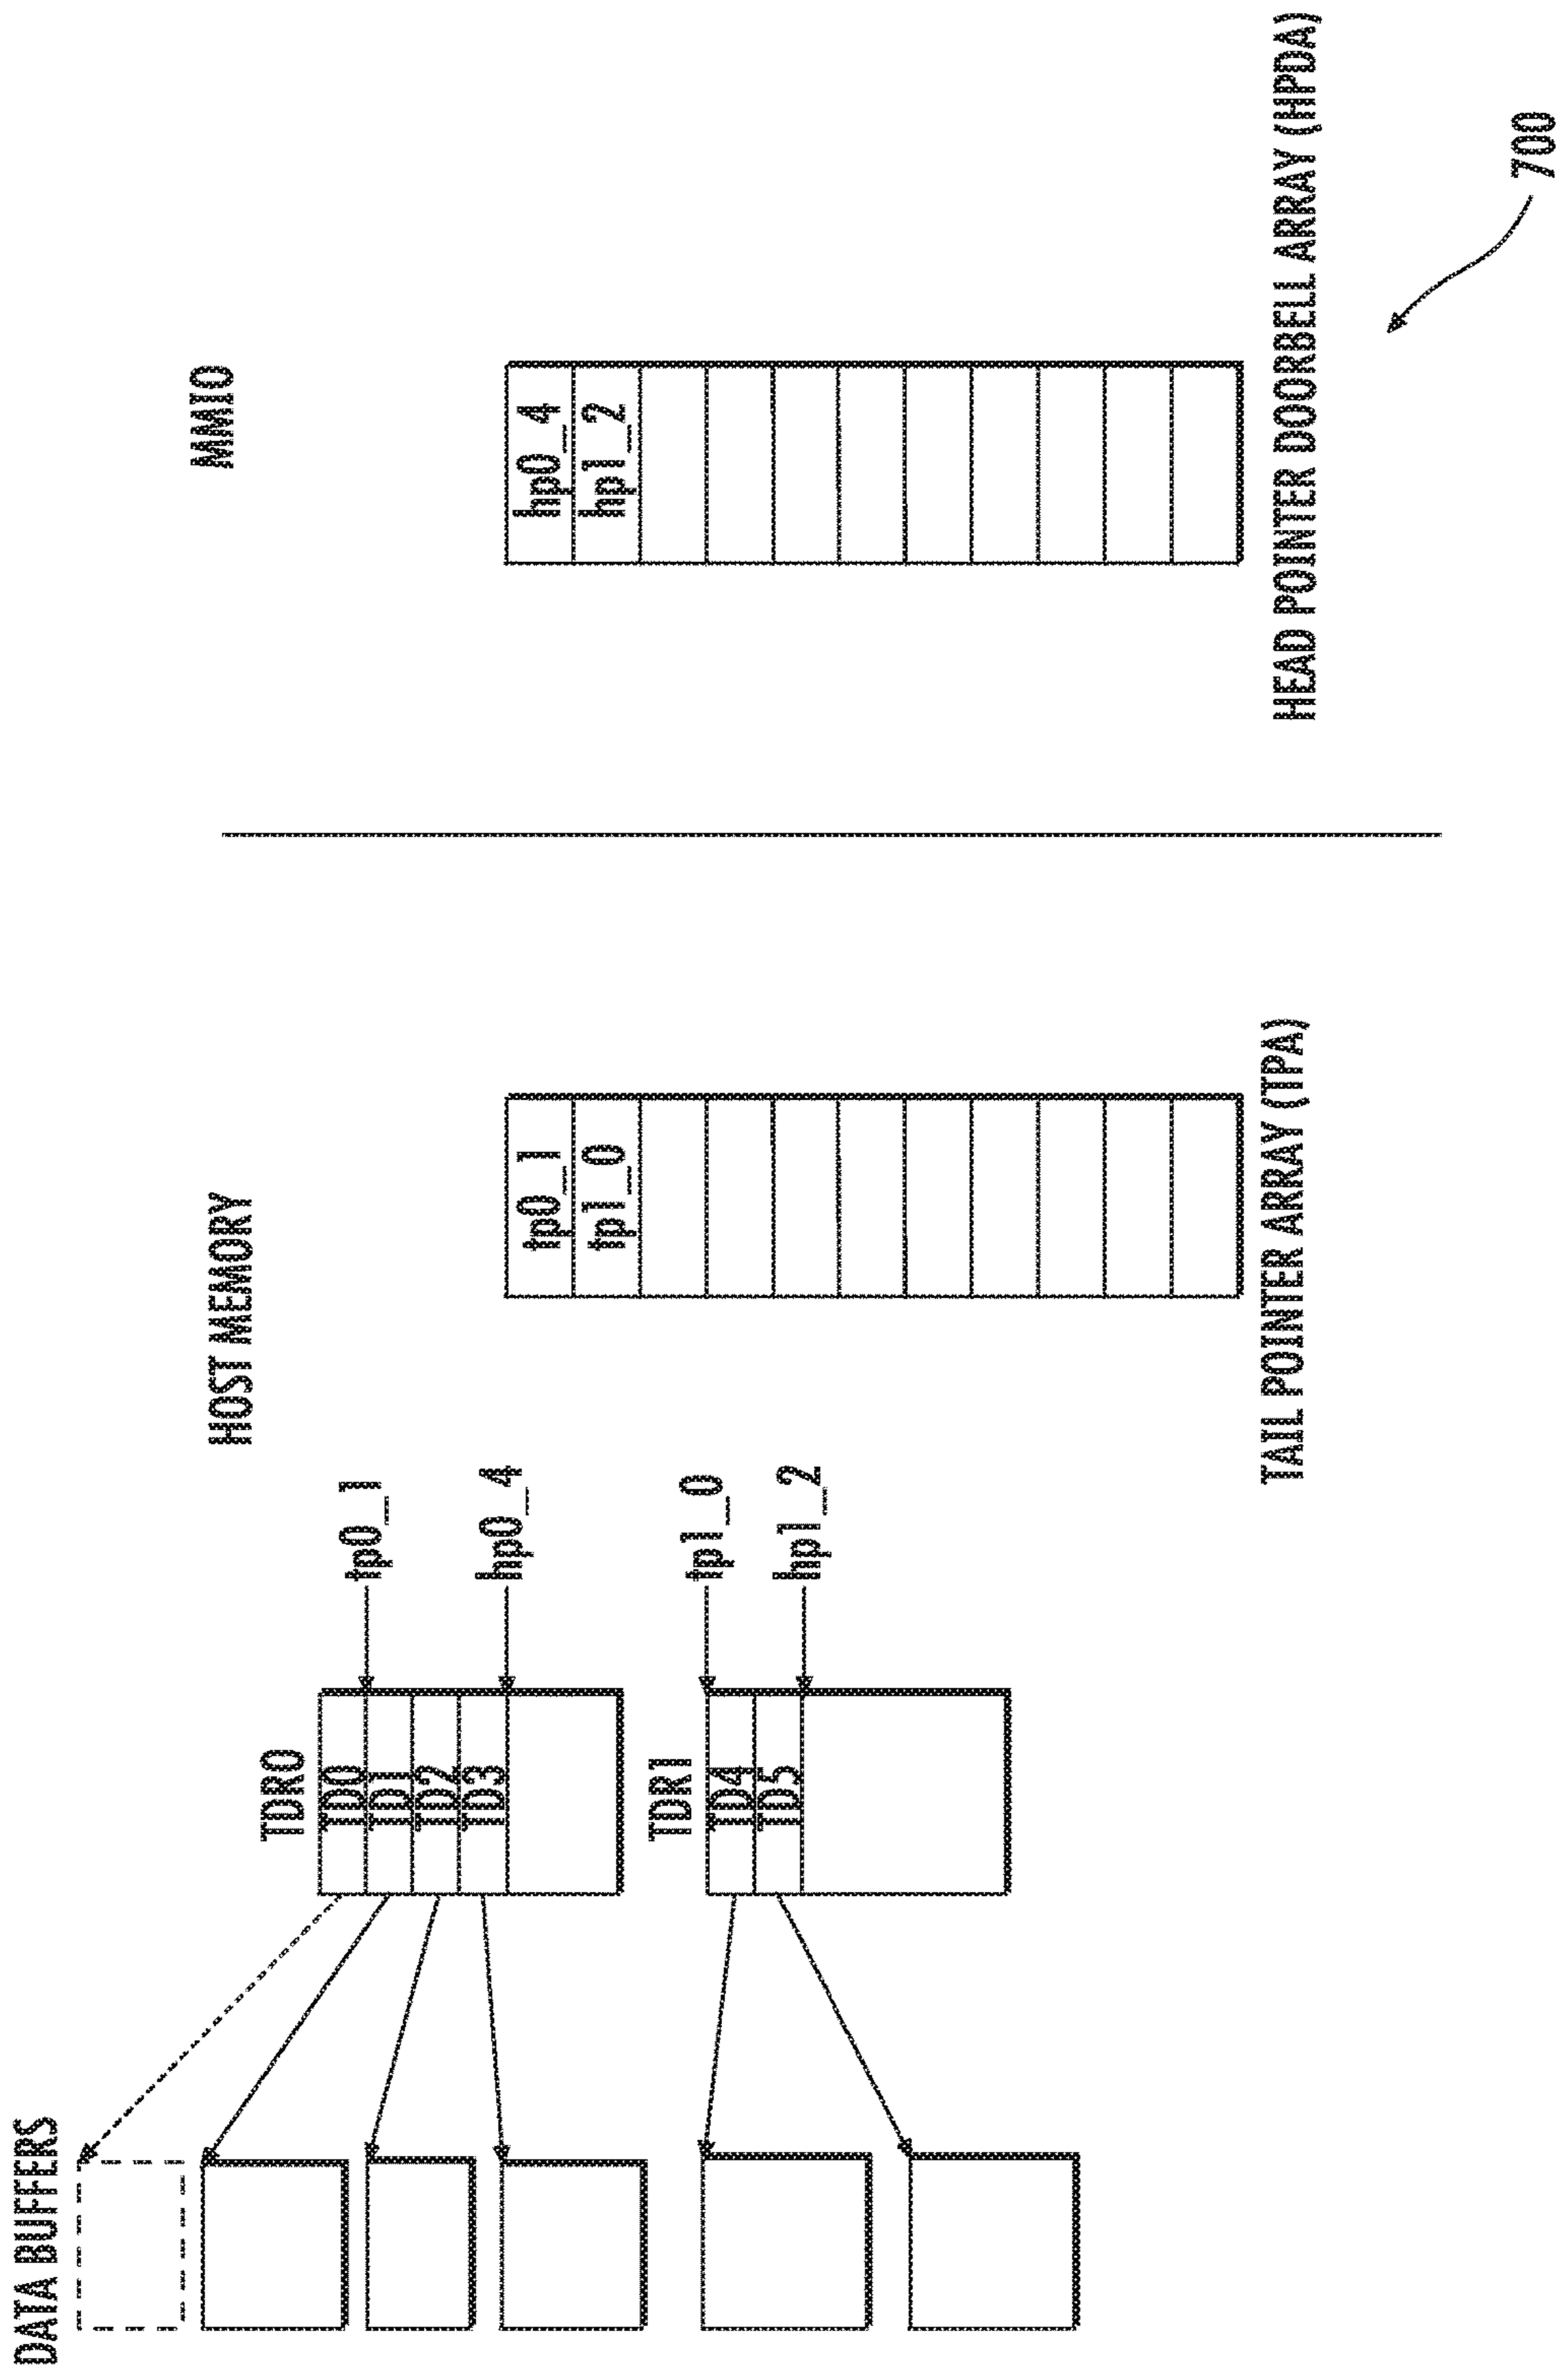 HOST MEMORY
MMIO
DATA BUFFERS
TDR0
TD0
TD1
TD2
TD3
tp0_1
hp0_4
TDR1
TD4
TD5
tp1_0
hp1_2
tp0_1
tp1_0
TAIL POINTER ARRAY (TPA)
hp0_4
hp1_2
HEAD POINTER DOORBELL ARRAY (HPDA)
700